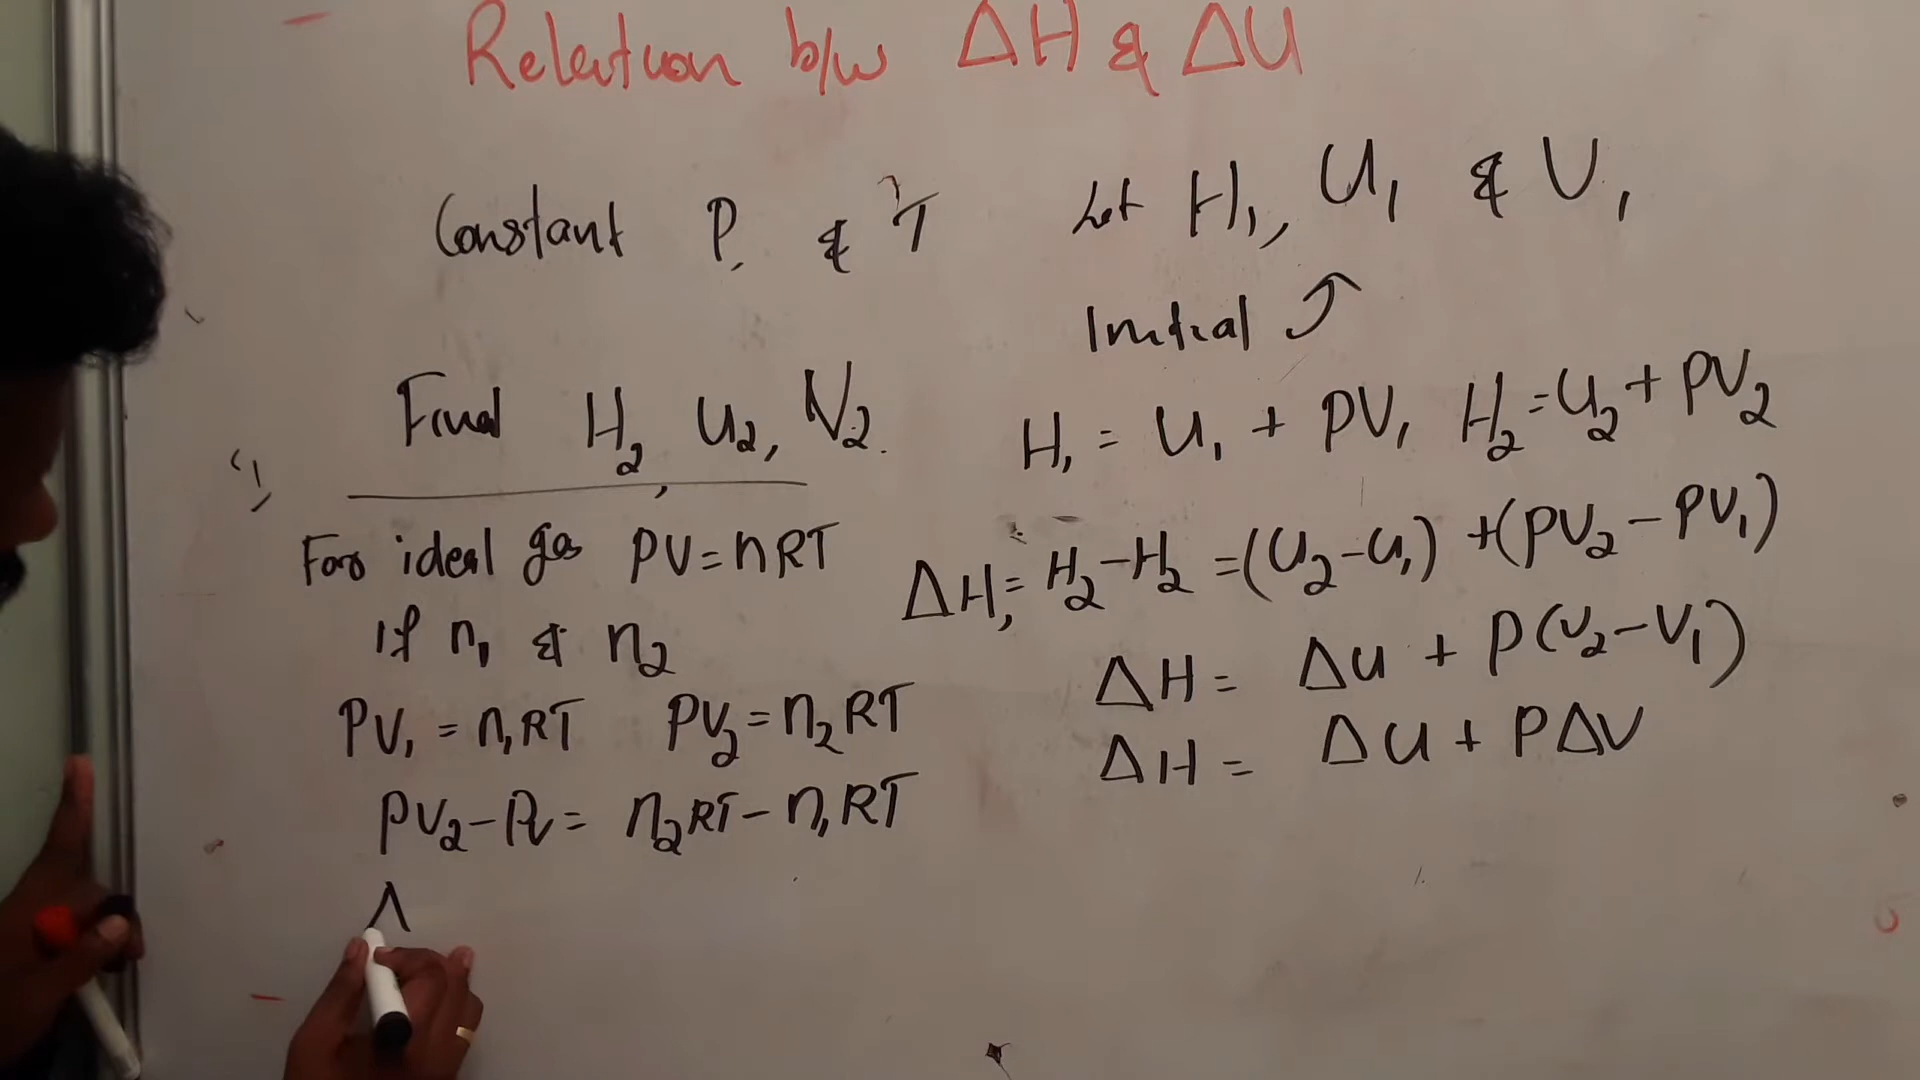 Relation b/w ΔH & ΔU
Constant P, & T
Let H₁, U₁ & V₁
Initial ⤴
Final H₂, U₂, V₂.
H₁ = U₁ + PV₁ H₂ = U₂ + PV₂
ΔH, = H₂ - H₂ = (U₂ - U₁) + (PV₂ - PV₁)
ΔH = ΔU + P(V₂ - V₁)
ΔH = ΔU + PΔV
For ideal gas PV = nRT
If n₁ & n₂
PV₁ = n₁RT PV₂ = n₂RT
PV₂ - PV = n₂RT - n₁RT